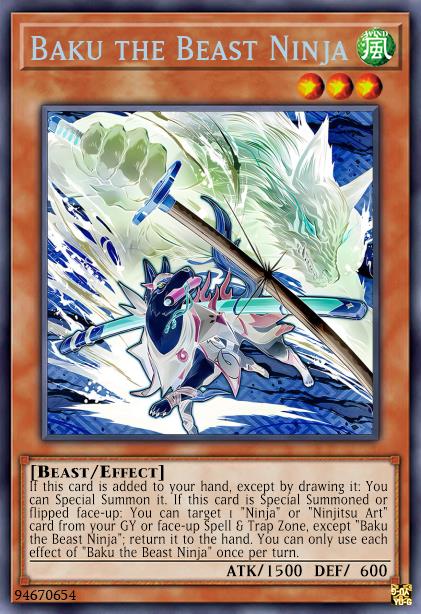 BAKU THE BEAST NINJA
WIND
風
[BEAST/EFFECT]
If this card is added to your hand, except by drawing it: You
can Special Summon it. If this card is Special Summoned or
flipped face-up: You can target 1 "Ninja" or "Ninjitsu Art"
card from your GY or face-up Spell & Trap Zone, except "Baku
the Beast Ninja"; return it to the hand. You can only use each
effect of "Baku the Beast Ninja" once per turn.
ATK/1500 DEF/ 600
94670654